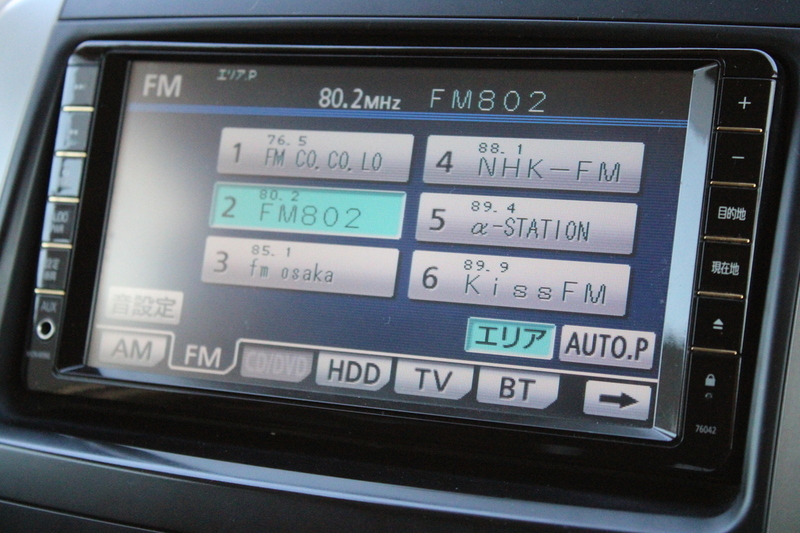 FM エリア.P
80.2MHz FM802
1 76.5 FM CO.CO.LO
2 80.2 FM802
3 85.1 fm osaka
4 88.1 NHK-FM
5 89.4 α-STATION
6 89.9 KissFM
音設定
エリア AUTO.P
AM FM CD/DVD HDD TV BT
+
-
目的地
現在地
76042
AUX